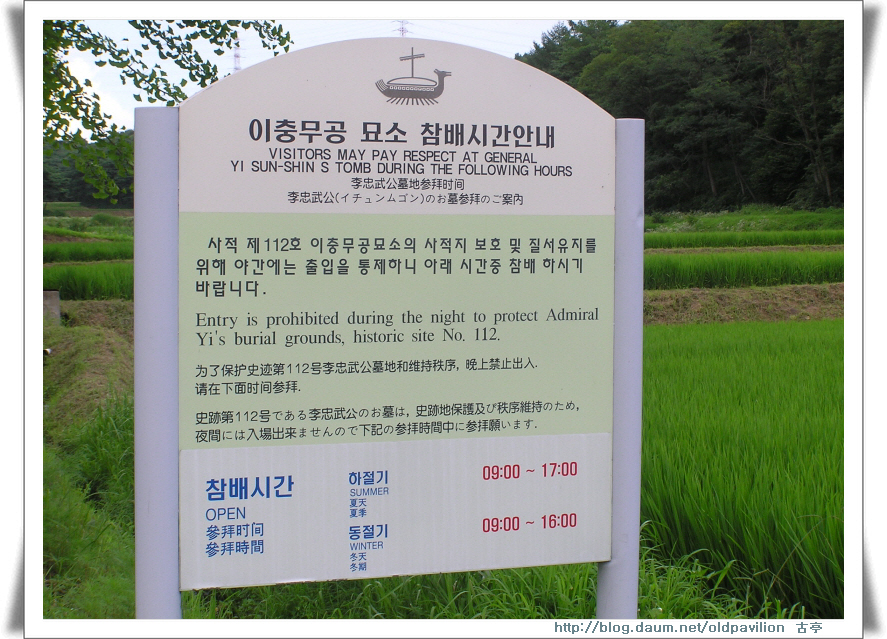 이충무공 묘소 참배시간안내
VISITORS MAY PAY RESPECT AT GENERAL
YI SUN-SHIN S TOMB DURING THE FOLLOWING HOURS
李忠武公墓地参拜时间
李忠武公(イチュンムゴン)のお墓参拝のご案内
사적 제112호 이충무공묘소의 사적지 보호 및 질서유지를
위해 야간에는 출입을 통제하니 아래 시간중 참배 하시기
바랍니다.
Entry is prohibited during the night to protect Admiral
Yi's burial grounds, historic site No. 112.
为了保护史迹第112号李忠武公墓地和维持秩序, 晚上禁止出入.
请在下面时间参拜.
史跡第112号である李忠武公のお墓は, 史跡地保護及び秩序維持のため,
夜間には入場出来ませんので下記の参拝時間中に参拝願います.
참배시간
OPEN
參拜时间
參拜時間
하절기
SUMMER
夏天
夏季
09:00 ~ 17:00
동절기
WINTER
冬天
冬期
09:00 ~ 16:00
http://blog.daum.net/oldpavilion 古亭